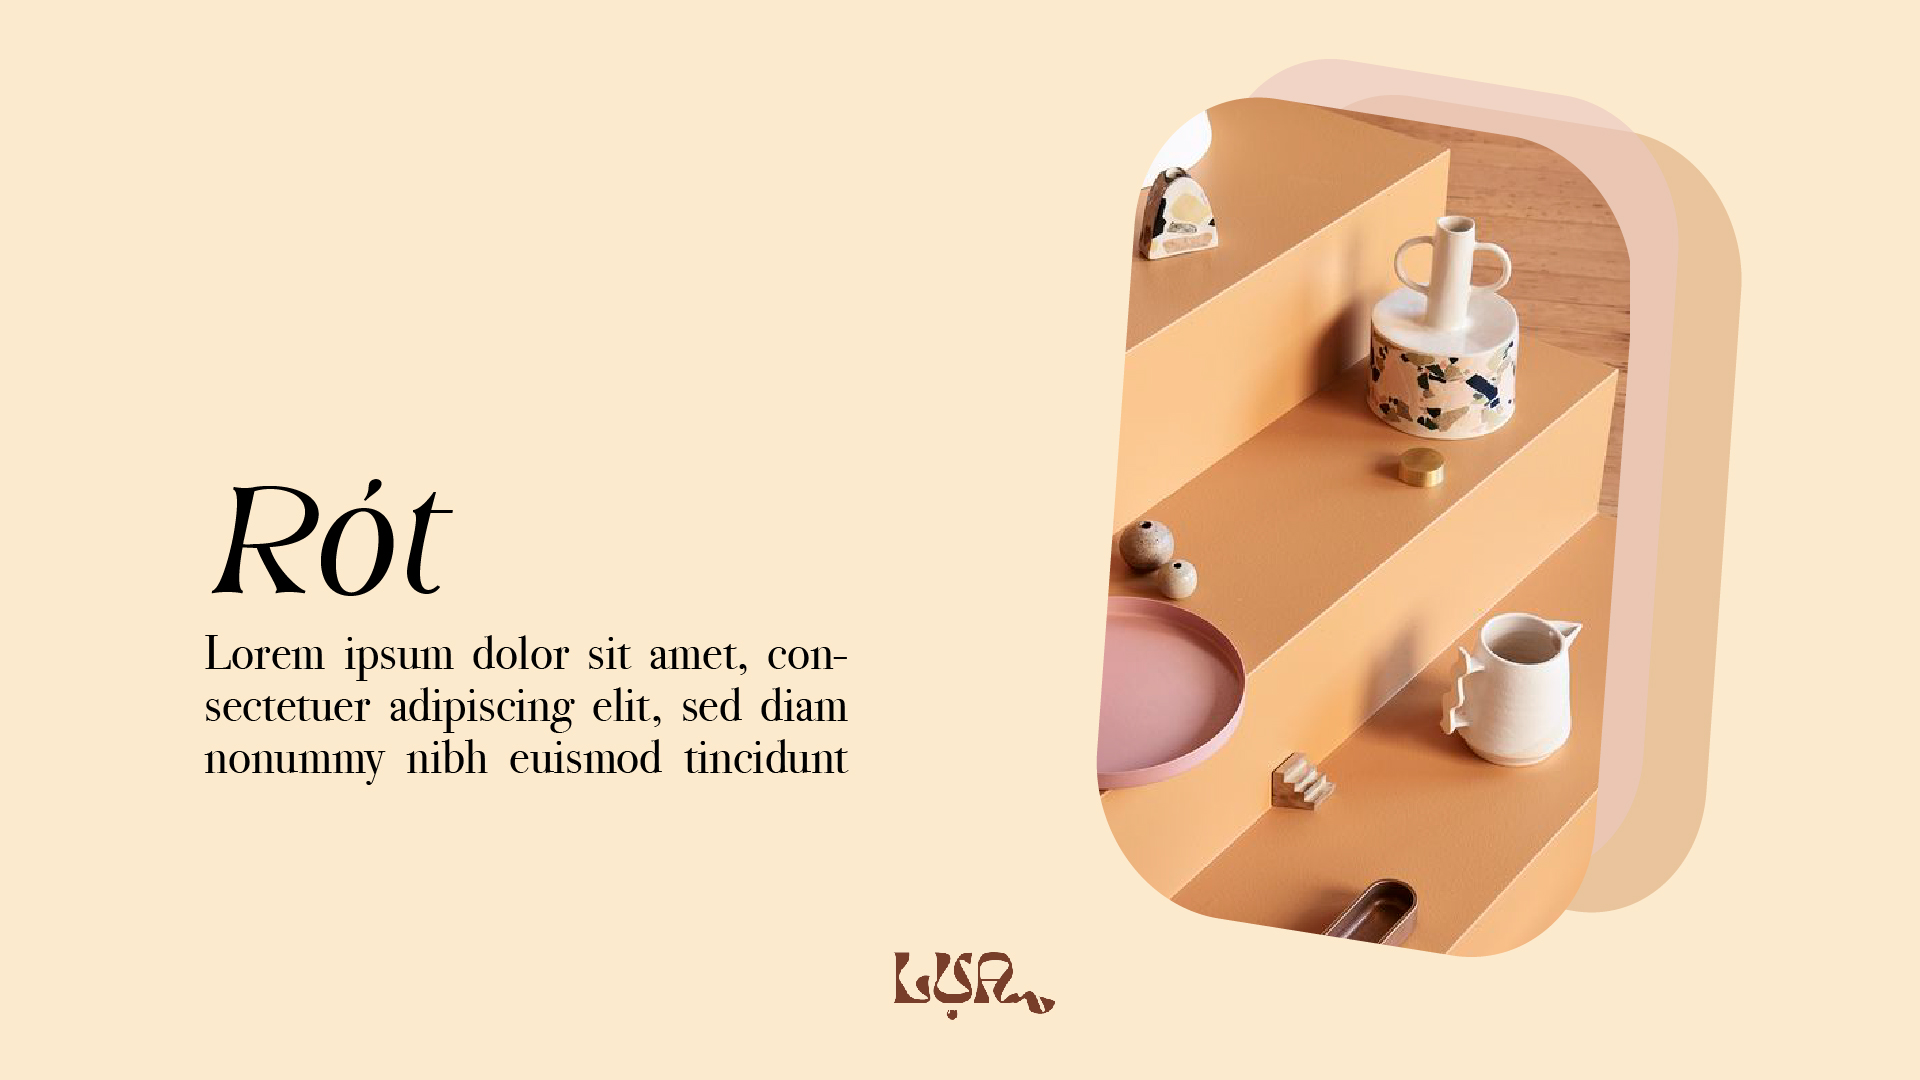 Rót
Lorem ipsum dolor sit amet, con-
sectetuer adipiscing elit, sed diam
nonummy nibh euismod tincidunt